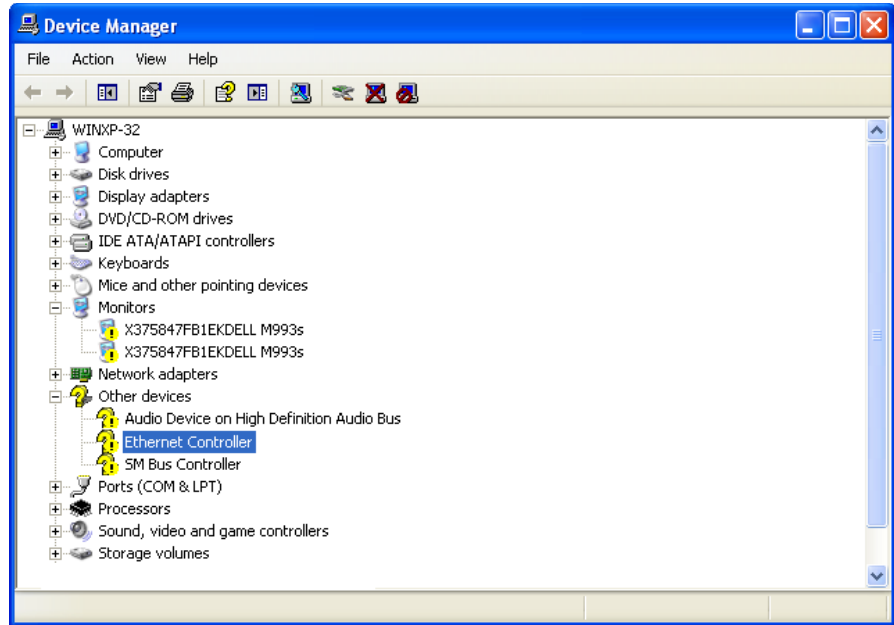 Device Manager
File Action View Help
WINXP-32
Computer
Disk drives
Display adapters
DVD/CD-ROM drives
IDE ATA/ATAPI controllers
Keyboards
Mice and other pointing devices
Monitors
X375847FB1EKDELL M993s
X375847FB1EKDELL M993s
Network adapters
Other devices
Audio Device on High Definition Audio Bus
Ethernet Controller
SM Bus Controller
Ports (COM & LPT)
Processors
Sound, video and game controllers
Storage volumes